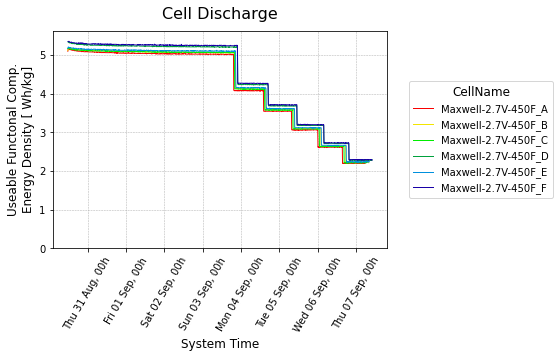 Cell Discharge
Useable Functonal Comp.
Energy Density [ Wh/kg]
5
4
3
2
1
0
Thu 31 Aug, 00h
Fri 01 Sep, 00h
Sat 02 Sep, 00h
Sun 03 Sep, 00h
Mon 04 Sep, 00h
Tue 05 Sep, 00h
Wed 06 Sep, 00h
Thu 07 Sep, 00h
System Time
CellName
Maxwell-2.7V-450F_A
Maxwell-2.7V-450F_B
Maxwell-2.7V-450F_C
Maxwell-2.7V-450F_D
Maxwell-2.7V-450F_E
Maxwell-2.7V-450F_F